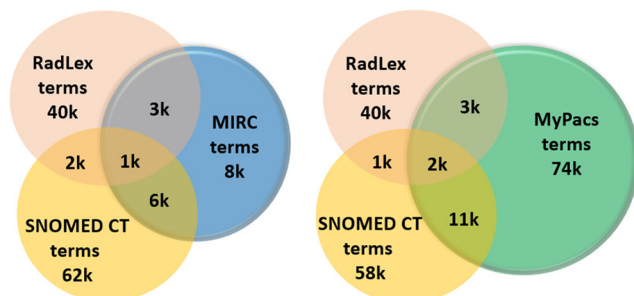 RadLex
terms
40k
3k
MIRC
terms
8k
2k
1k
6k
SNOMED CT
terms
62k
RadLex
terms
40k
3k
MyPacs
terms
74k
1k
2k
11k
SNOMED CT
terms
58k